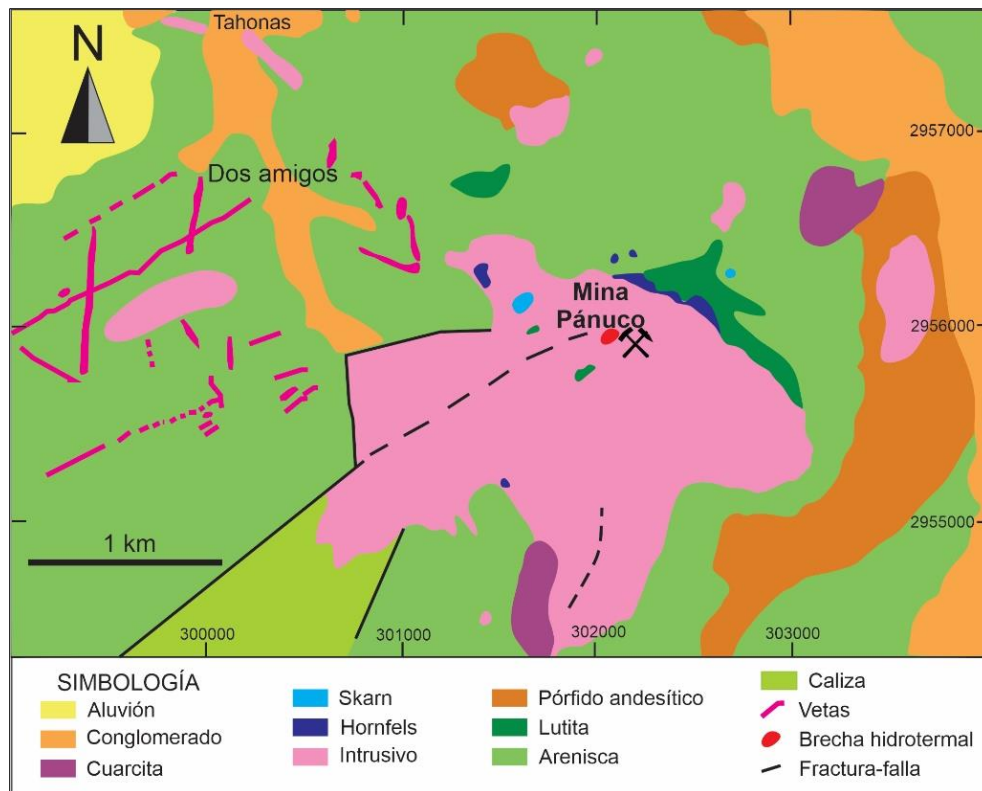 Tahonas
N
2957000
Dos amigos
Mina
Pánuco
2956000
2955000
1 km
300000
301000
302000
303000
SIMBOLOGÍA
Aluvión
Conglomerado
Cuarcita
Skarn
Hornfels
Intrusivo
Pórfido andesítico
Lutita
Arenisca
Caliza
Vetas
Brecha hidrotermal
Fractura-falla